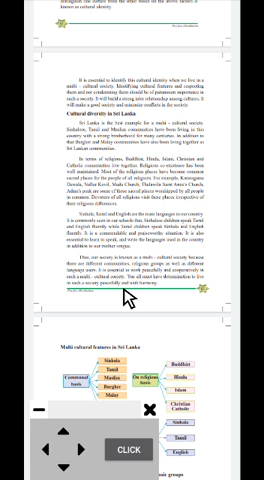 known as cultural identity.
It is essential to identify this cultural identity when we live in a
multi - cultural society. Identifying cultural features and respecting
them and not condemning them should be of paramount importance in
such a society. It will build a strong inter relationship among cultures. It
will make a good society and minimize conflicts in the society.
Cultural diversity in Sri Lanka
Sri Lanka is the best example for a multi - cultural society.
Sinhalese, Tamil and Muslim communities have been living in this
country with a strong brotherhood for many centuries. In addition to
that Burgher and Malay communities have also been living together as
Sri Lankan communities.
In terms of religions, Buddhist, Hindu, Islam, Christian and
Catholic communities live together. Religious co-existence has been
well maintained. Most of the religious places have become common
sacred places for the people of all religions. For example, Kataragama
Dewala, Nallur Kovil, Madu Church, Thalawila Saint Anne's Church,
Adam's peak are some of those sacred places worshipped by all people
in common. Devotees of all religions visit these places irrespective of
their religious differences.
Sinhala, Tamil and English are the main languages in our country.
It is commonly seen in our schools that, Sinhalese children speak Tamil
and English fluently while Tamil children speak Sinhala and English
fluently. It is a commendable and praiseworthy situation. It is also
essential to learn to speak, and write the languages used in the country
in addition to our mother tongue.
Thus, our society is known as a multi - cultural society because
there are different communities, religious groups as well as different
language users. It is essential to work peacefully and cooperatively in
such a multi - cultural society. You all must have determination to live
in such a society peacefully and with harmony.
Multi cultural features in Sri Lanka
Communal
basis
Sinhala
Tamil
Muslim
Burgher
Malay
On religious
basis
Buddhist
Hindu
Islam
Christian
Catholic
Sinhala
Tamil
English
groups
CLICK